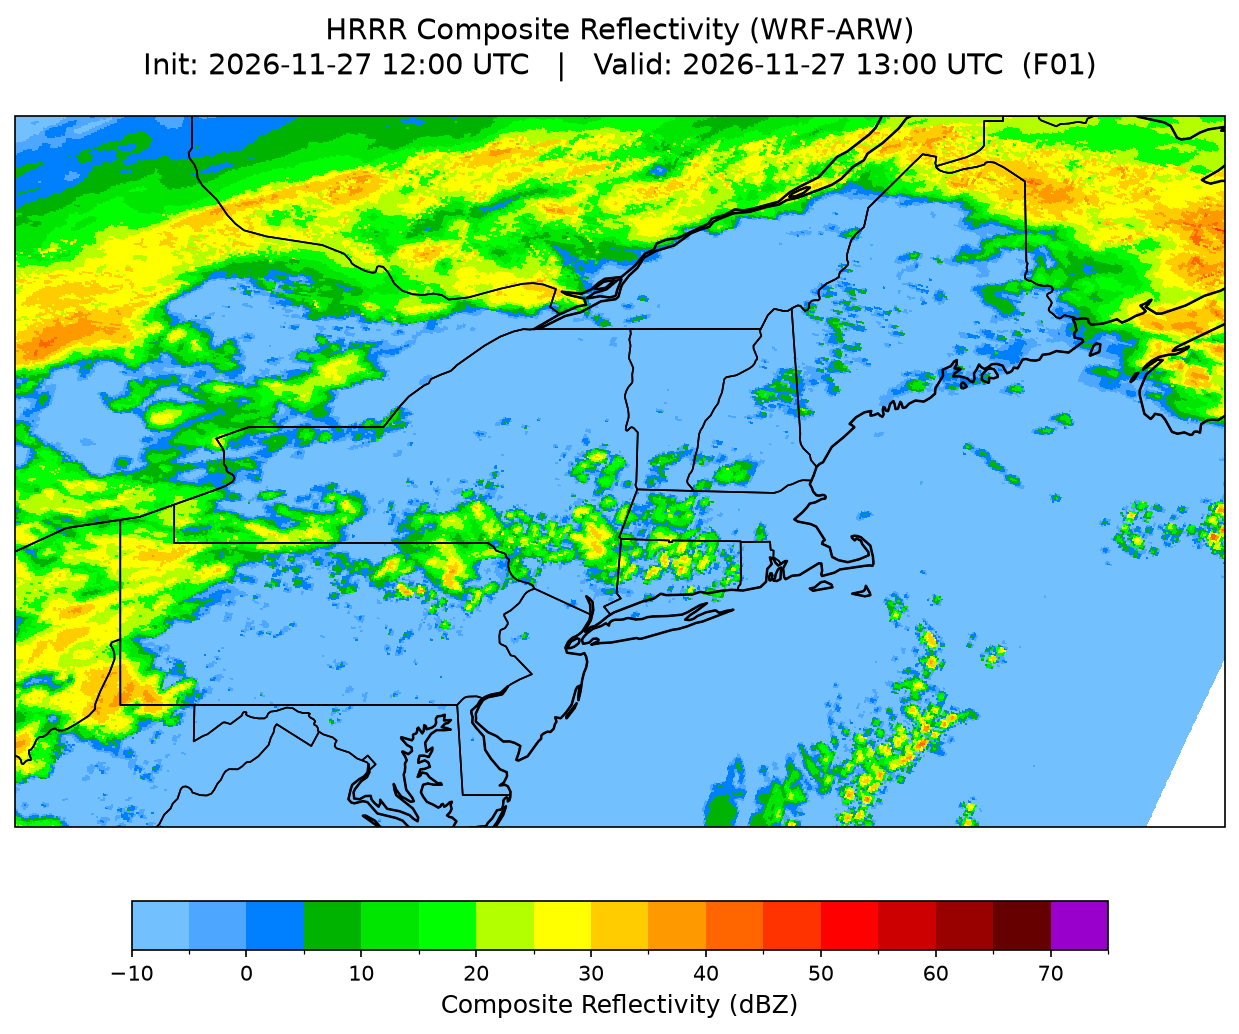 HRRR Composite Reflectivity (WRF-ARW)
Init: 2026-11-27 12:00 UTC   |   Valid: 2026-11-27 13:00 UTC  (F01)
−10 0 10 20 30 40 50 60 70
Composite Reflectivity (dBZ)